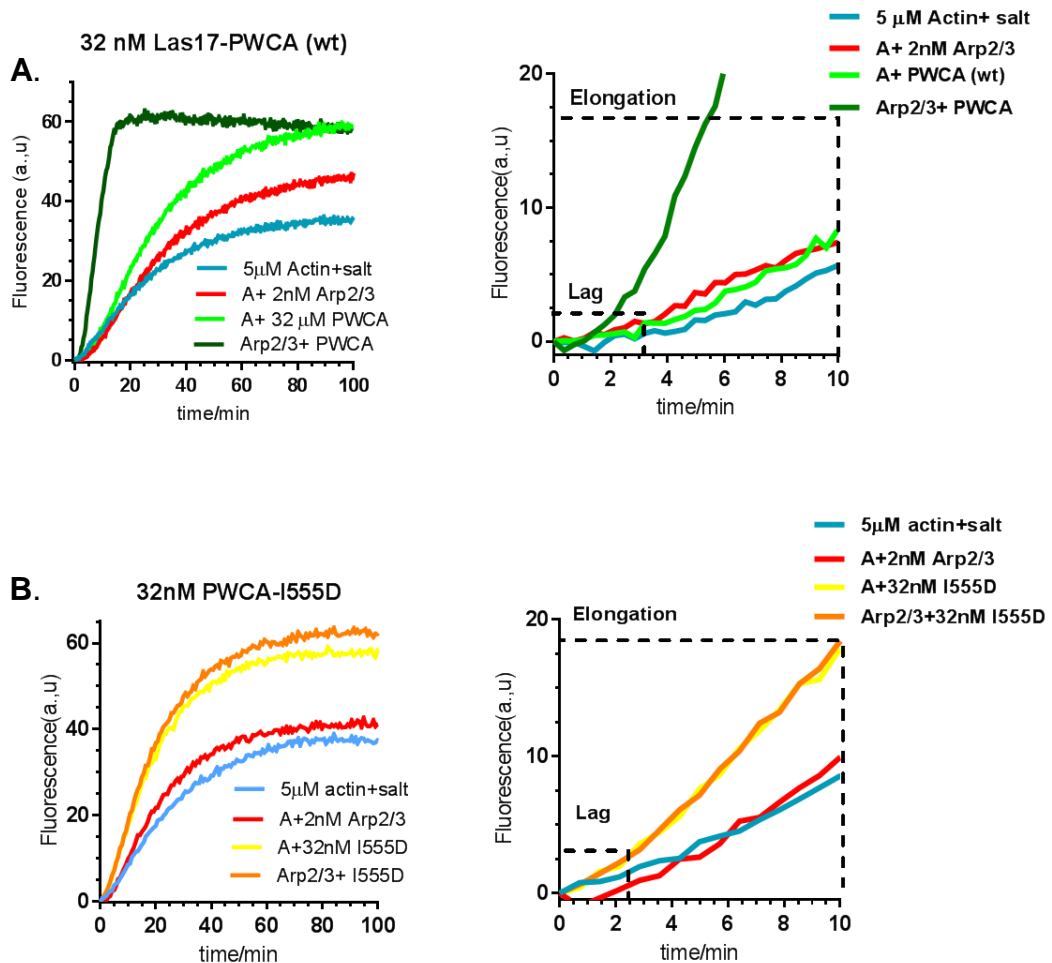 A.
32 nM Las17-PWCA (wt)
Fluorescence (a.,u)
60
40
20
0
5μM Actin+salt
A+ 2nM Arp2/3
A+ 32 μM PWCA
Arp2/3+ PWCA
0 20 40 60 80 100
time/min
5 μM Actin+ salt
A+ 2nM Arp2/3
A+ PWCA (wt)
Arp2/3+ PWCA
Fluorescence(a.,u)
20
10
0
Elongation
Lag
0 2 4 6 8 10
time/min
B.
32nM PWCA-I555D
Fluorescence(a.,u)
60
40
20
0
5μM actin+salt
A+2nM Arp2/3
A+32nM I555D
Arp2/3+ I555D
0 20 40 60 80 100
time/min
5μM actin+salt
A+2nM Arp2/3
A+32nM I555D
Arp2/3+32nM I555D
Fluorescence(a.,u)
20
10
0
Elongation
Lag
0 2 4 6 8 10
time/min